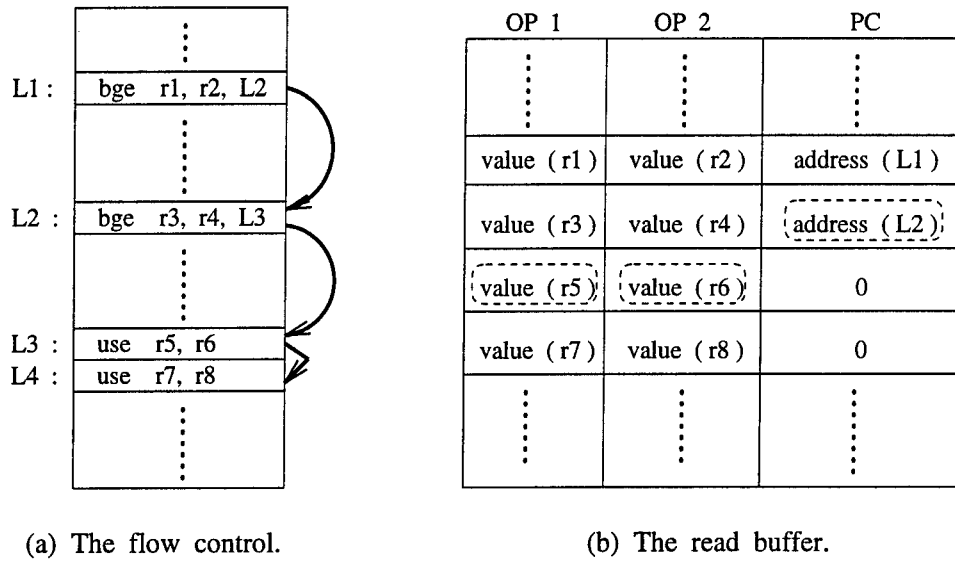 L1 : bge r1, r2, L2
L2 : bge r3, r4, L3
L3 : use r5, r6
L4 : use r7, r8
(a) The flow control.
OP 1 OP 2 PC
value ( r1 ) value ( r2 ) address ( L1 )
value ( r3 ) value ( r4 ) address ( L2 )
value ( r5 ) value ( r6 ) 0
value ( r7 ) value ( r8 ) 0
(b) The read buffer.